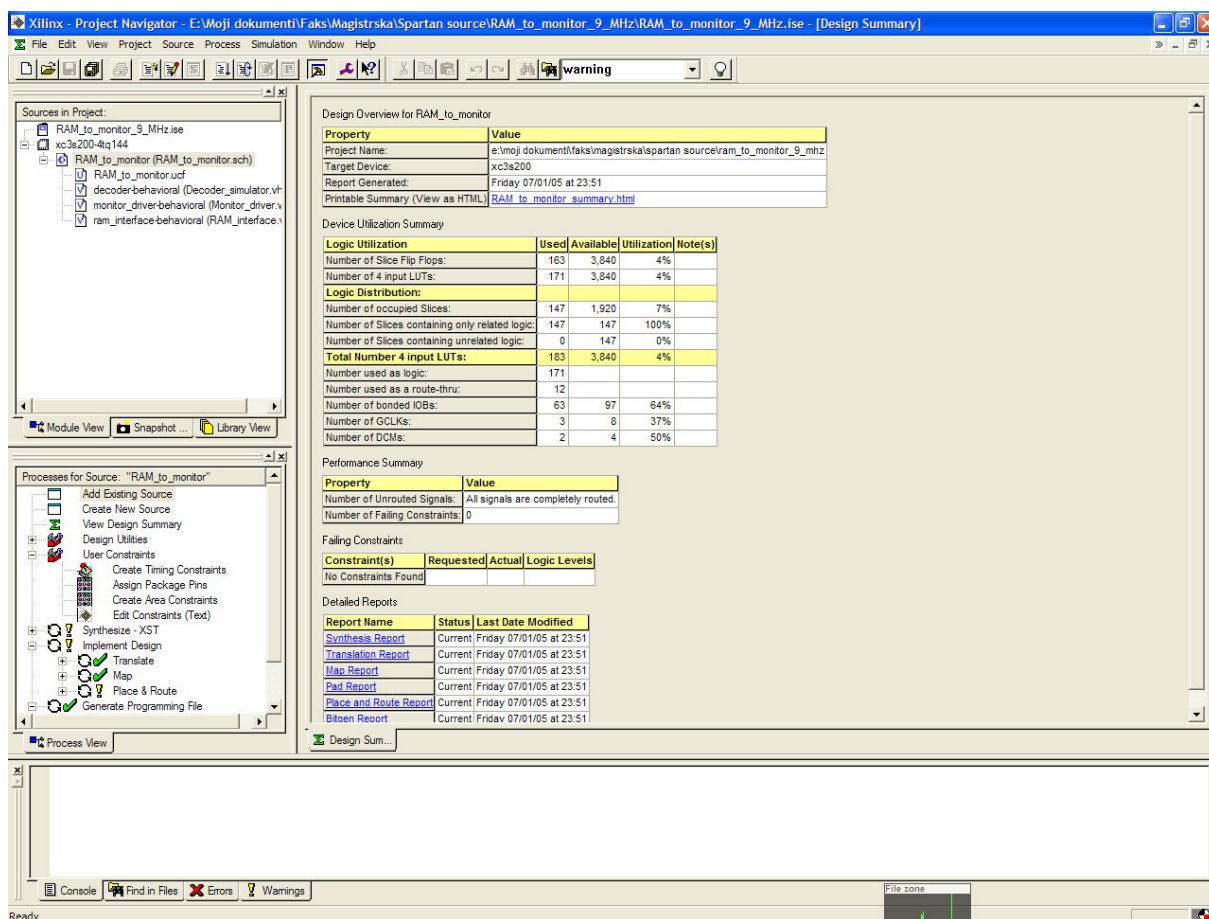 Xilinx - Project Navigator - E:\Moji dokumenti\Faks\Magistrska\Spartan source\RAM_to_monitor_9_MHz\RAM_to_monitor_9_MHz.ise - [Design Summary]
File Edit View Project Source Process Simulation Window Help
warning
Sources in Project:
RAM_to_monitor_9_MHz.ise
xc3s200-4tq144
RAM_to_monitor (RAM_to_monitor.sch)
RAM_to_monitor.ucf
decoder-behavioral (Decoder_simulator.vh
monitor_driver-behavioral (Monitor_driver.v
ram_interface-behavioral (RAM_interface.v
Module View Snapshot ... Library View
Processes for Source: "RAM_to_monitor"
Add Existing Source
Create New Source
View Design Summary
Design Utilities
User Constraints
Create Timing Constraints
Assign Package Pins
Create Area Constraints
Edit Constraints (Text)
Synthesize - XST
Implement Design
Translate
Map
Place & Route
Generate Programming File
Process View
Design Overview for RAM_to_monitor
Property Value
Project Name: e:\moji dokumenti\faks\magistrska\spartan source\ram_to_monitor_9_mhz
Target Device: xc3s200
Report Generated: Friday 07/01/05 at 23:51
Printable Summary (View as HTML) RAM_to_monitor_summary.html
Device Utilization Summary
Logic Utilization Used Available Utilization Note(s)
Number of Slice Flip Flops: 163 3,840 4%
Number of 4 input LUTs: 171 3,840 4%
Logic Distribution:
Number of occupied Slices: 147 1,920 7%
Number of Slices containing only related logic: 147 147 100%
Number of Slices containing unrelated logic: 0 147 0%
Total Number 4 input LUTs: 183 3,840 4%
Number used as logic: 171
Number used as a route-thru: 12
Number of bonded IOBs: 63 97 64%
Number of GCLKs: 3 8 37%
Number of DCMs: 2 4 50%
Performance Summary
Property Value
Number of Unrouted Signals: All signals are completely routed.
Number of Failing Constraints: 0
Failing Constraints
Constraint(s) Requested Actual Logic Levels
No Constraints Found
Detailed Reports
Report Name Status Last Date Modified
Synthesis Report Current Friday 07/01/05 at 23:51
Translation Report Current Friday 07/01/05 at 23:51
Map Report Current Friday 07/01/05 at 23:51
Pad Report Current Friday 07/01/05 at 23:51
Place and Route Report Current Friday 07/01/05 at 23:51
Bitgen Report Current Friday 07/01/05 at 23:51
Design Sum...
Console Find in Files Errors Warnings
File zone
Ready